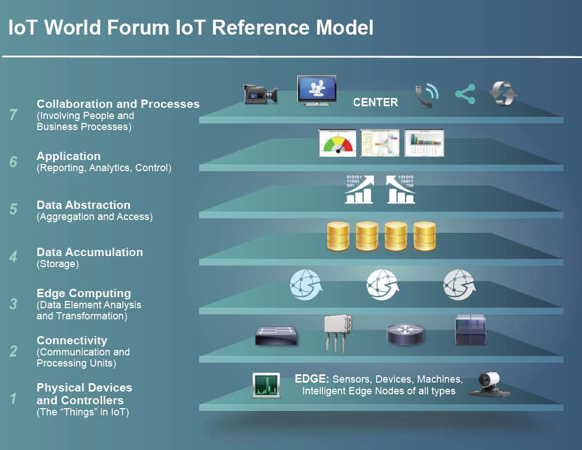 IoT World Forum IoT Reference Model
7
Collaboration and Processes
(Involving People and
Business Processes)
CENTER
6
Application
(Reporting, Analytics, Control)
5
Data Abstraction
(Aggregation and Access)
4
Data Accumulation
(Storage)
3
Edge Computing
(Data Element Analysis
and Transformation)
2
Connectivity
(Communication and
Processing Units)
1
Physical Devices
and Controllers
(The “Things” in IoT)
EDGE: Sensors, Devices, Machines,
Intelligent Edge Nodes of all types